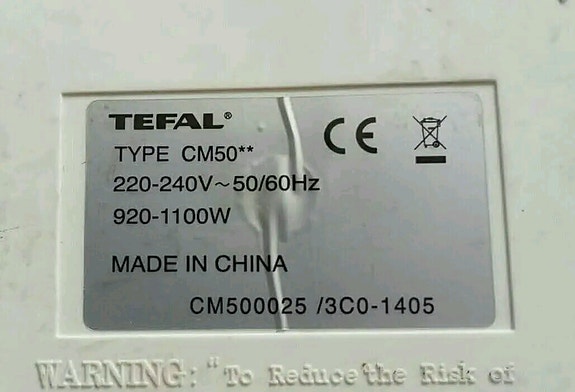 TEFAL®
TYPE CM50**
220-240V~50/60Hz
920-1100W
MADE IN CHINA
CM500025 /3C0-1405
CE
WARNING: "To Reduce the Risk of